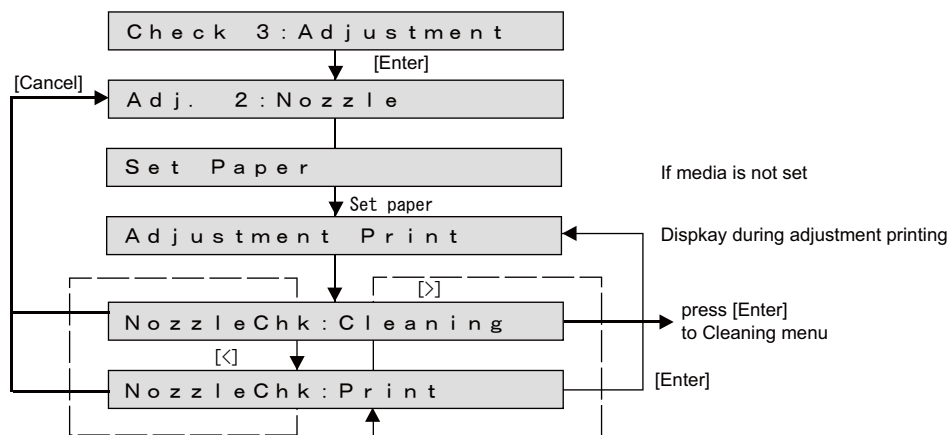 Check 3:Adjustment
[Enter]
[Cancel]
Adj. 2:Nozzle
Set Paper
If media is not set
Set paper
Adjustment Print
Dispkay during adjustment printing
[>]
NozzleChk:Cleaning
press [Enter]
to Cleaning menu
[<]
NozzleChk:Print
[Enter]